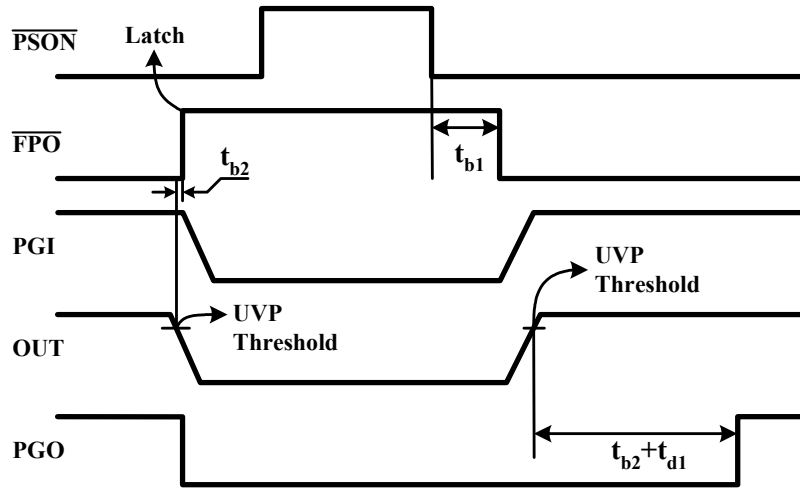 PSON
Latch
FPO
tb2
tb1
PGI
UVP
Threshold
UVP
Threshold
OUT
PGO
tb2+td1